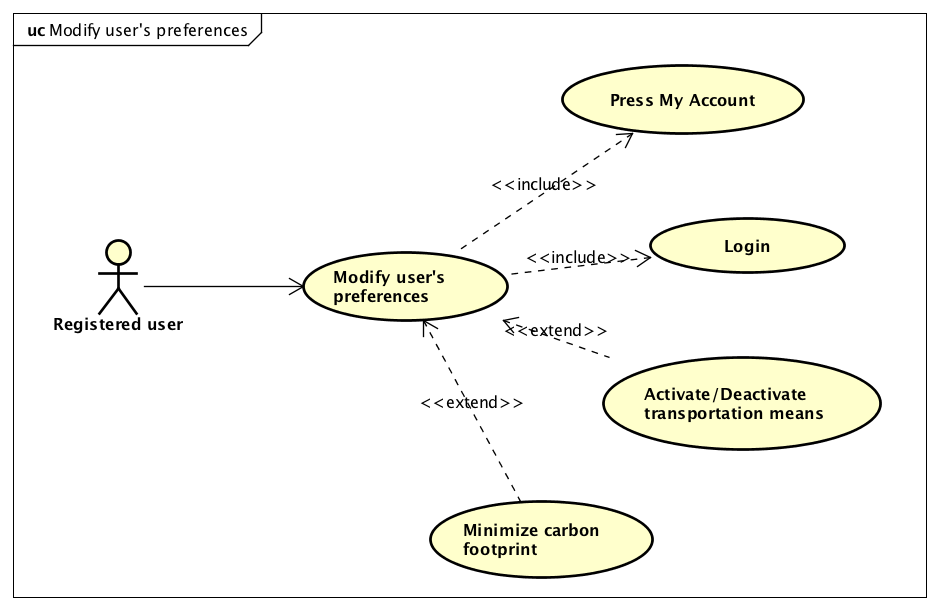 uc Modify user's preferences
Press My Account
<<include>>
Login
<<include>>
Modify user's
preferences
Registered user
<<extend>>
Activate/Deactivate
transportation means
<<extend>>
Minimize carbon
footprint